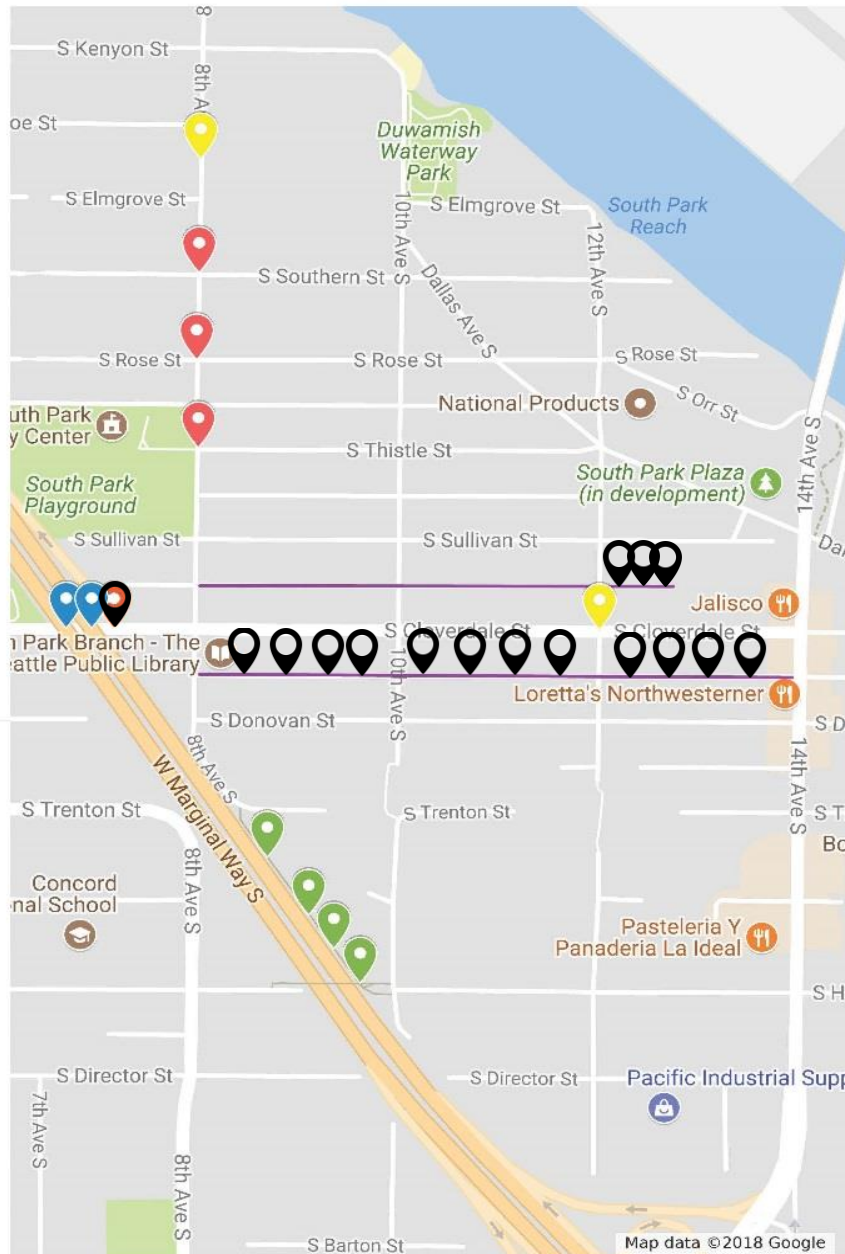 8
S Kenyon St
8th A
oe St
Duwamish
Waterway
Park
S Elmgrove St
S Elmgrove St
South Park
Reach
10th Ave S
12th Ave S
S Southern St
Dallas Ave S
S Rose St
S Rose St
S Rose St
S Orr St
National Products
uth Park
y Center
S Thistle St
14th Ave S
South Park
Playground
South Park Plaza
(in development)
S Sullivan St
S Sullivan St
Dal
Jalisco
S Cloverdale St
S Cloverdale St
n Park Branch - The
eattle Public Library
10th Ave S
Loretta's Northwesterner
S Donovan St
S D
8th Ave S
14th Ave S
W Marginal Way S
S Trenton St
S Trenton St
S T
Bo
8th Ave S
Concord
nal School
Pasteleria Y
Panaderia La Ideal
S H
S Director St
S Director St
Pacific Industrial Supp
7th Ave S
8th Ave S
S Barton St
Map data ©2018 Google